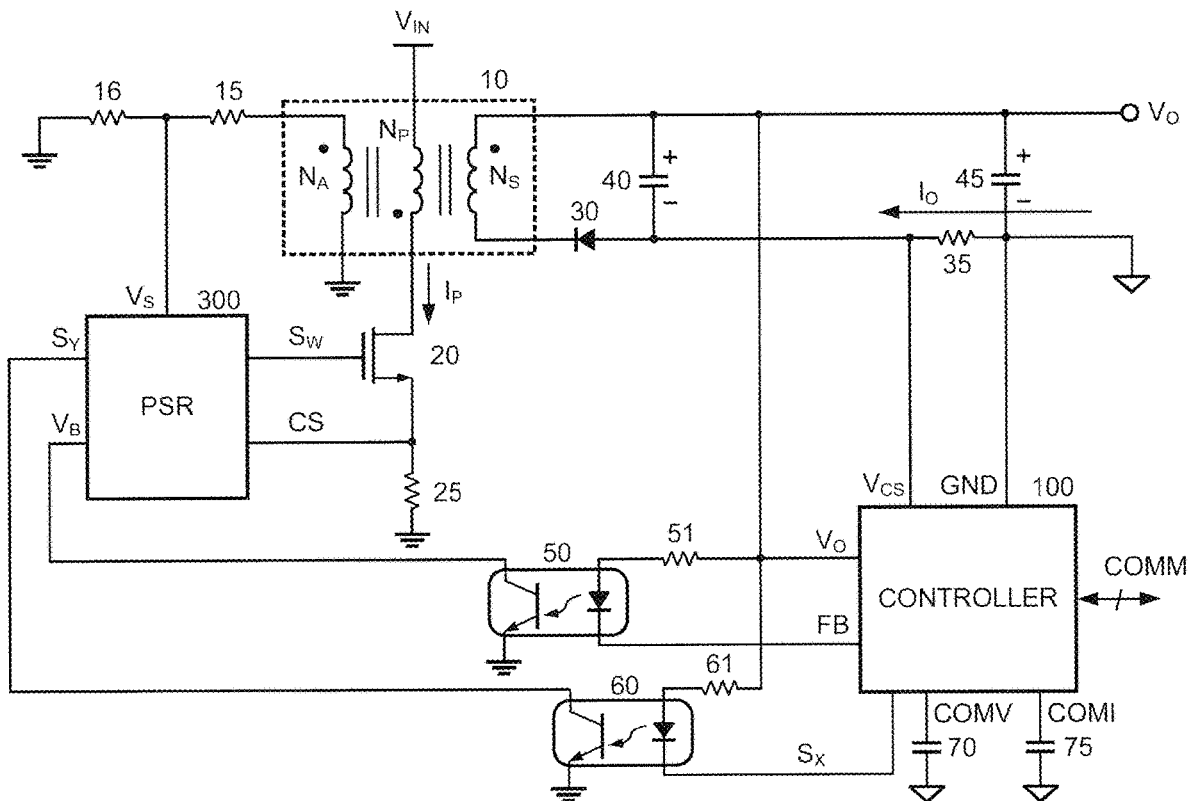 V_IN
10
16
15
N_A
N_P
N_S
40
+
−
30
I_O
45
+
−
35
V_O
V_S
300
I_P
S_Y
S_W
20
PSR
V_B
CS
25
V_CS
GND
100
50
51
V_O
COMM
CONTROLLER
FB
60
61
COMV
COMI
70
75
S_X